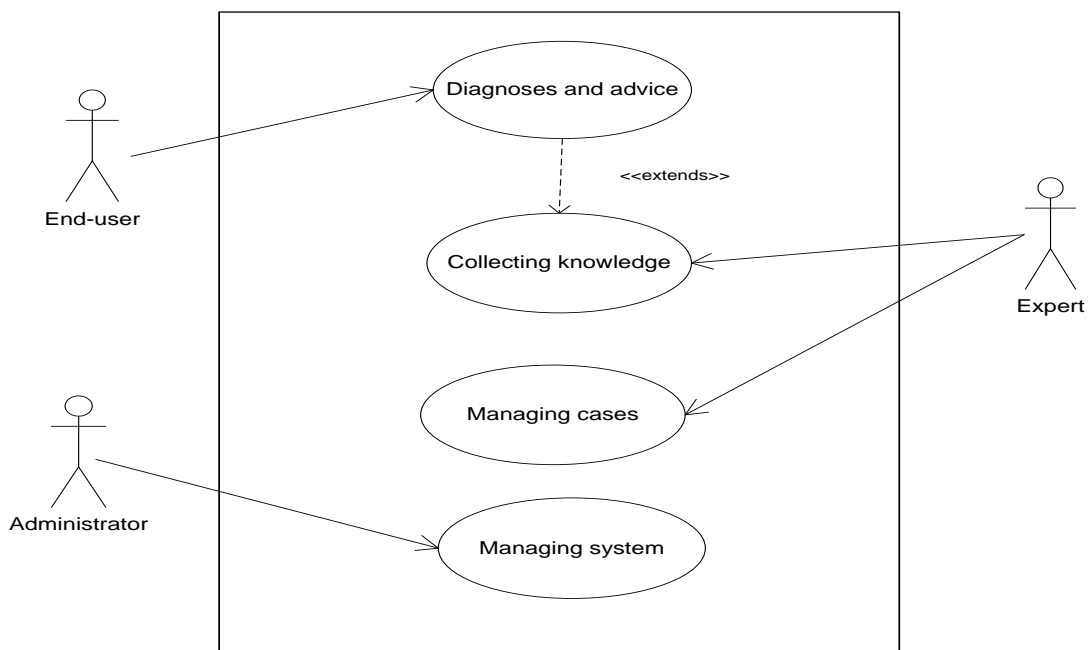 Diagnoses and advice
<<extends>>
End-user
Collecting knowledge
Expert
Managing cases
Administrator
Managing system